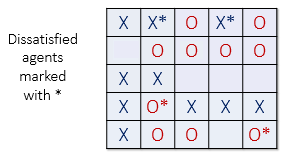 Dissatisfied
agents
marked
with *
X X* O X* O
O O O O
X X
X O* X X X
X O O O*